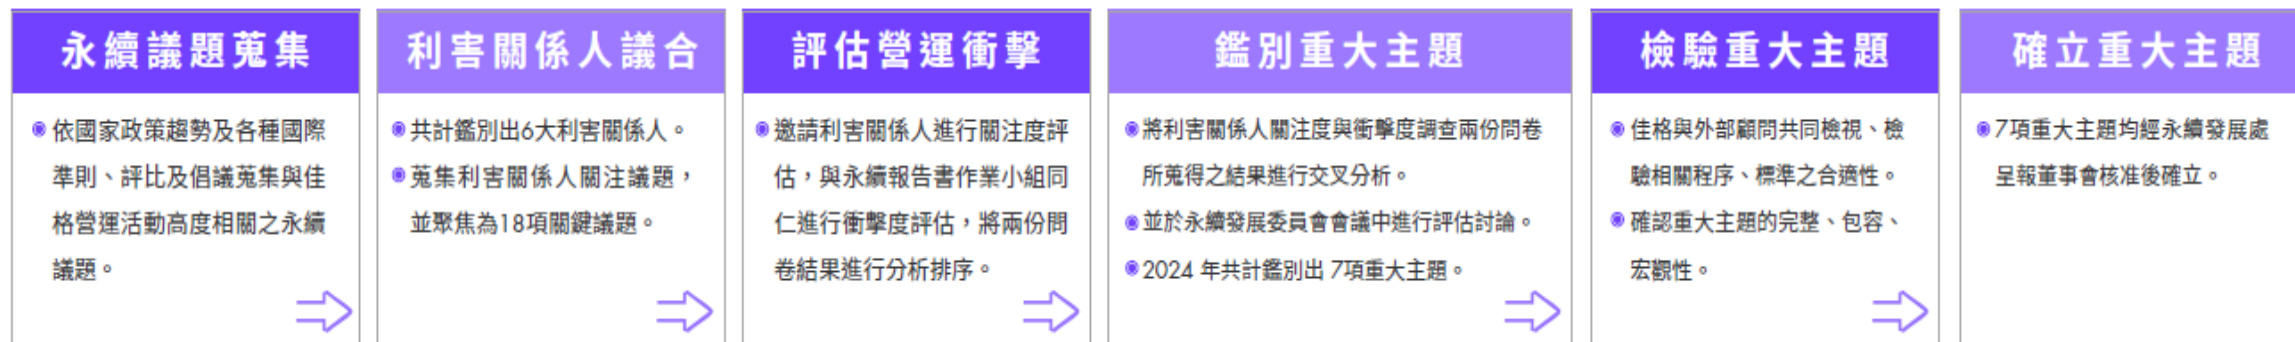 永續議題蒐集
依國家政策趨勢及各種國際
準則、評比及倡議蒐集與佳
格營運活動高度相關之永續
議題。
利害關係人議合
共計鑑別出6大利害關係人。
蒐集利害關係人關注議題，
並聚焦為18項關鍵議題。
評估營運衝擊
邀請利害關係人進行關注度評
估，與永續報告書作業小組同
仁進行衝擊度評估，將兩份問
卷結果進行分析排序。
鑑別重大主題
將利害關係人關注度與衝擊度調查兩份問卷
所蒐得之結果進行交叉分析。
並於永續發展委員會會議中進行評估討論。
2024 年共計鑑別出 7項重大主題。
檢驗重大主題
佳格與外部顧問共同檢視、檢
驗相關程序、標準之合適性。
確認重大主題的完整、包容、
宏觀性。
確立重大主題
7項重大主題均經永續發展處
呈報董事會核准後確立。